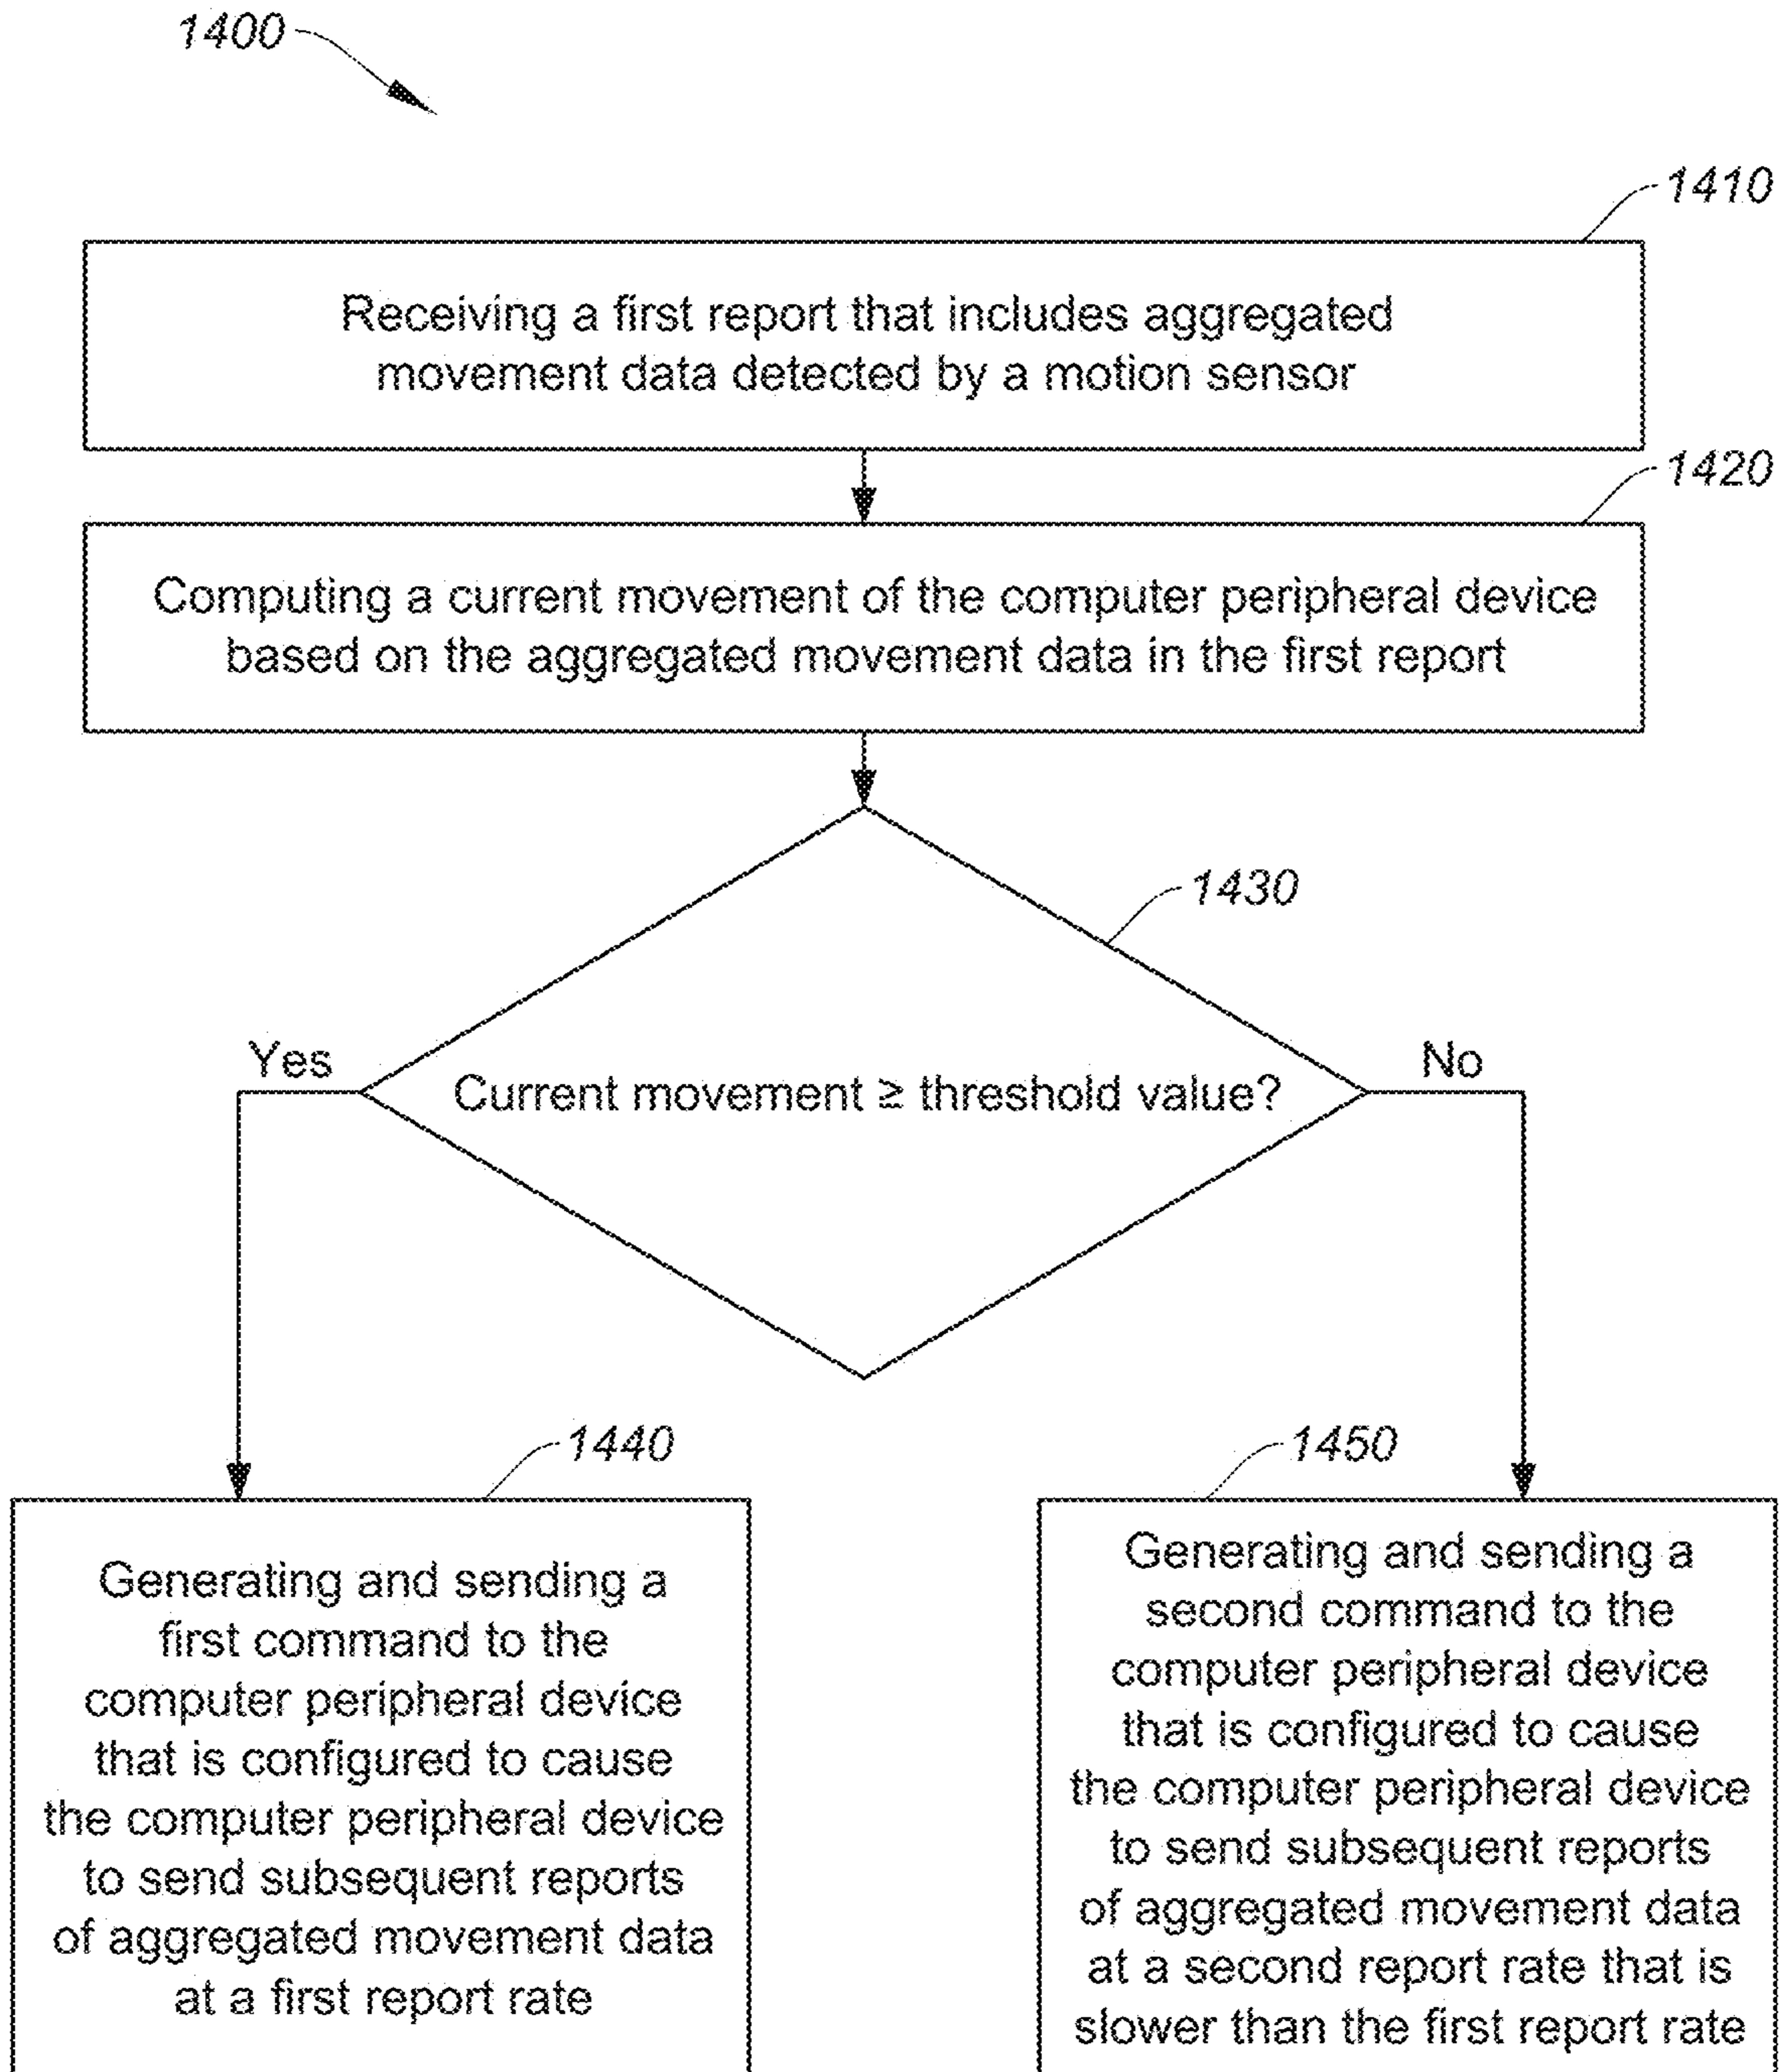 1400
1410
Receiving a first report that includes aggregated
movement data detected by a motion sensor
1420
Computing a current movement of the computer peripheral device
based on the aggregated movement data in the first report
1430
Yes
Current movement ≥ threshold value?
No
1440
Generating and sending a
first command to the
computer peripheral device
that is configured to cause
the computer peripheral device
to send subsequent reports
of aggregated movement data
at a first report rate
1450
Generating and sending a
second command to the
computer peripheral device
that is configured to cause
the computer peripheral device
to send subsequent reports
of aggregated movement data
at a second report rate that is
slower than the first report rate